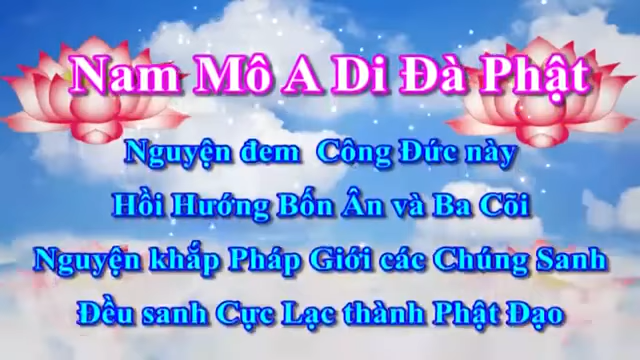 Nam Mô A Di Đà Phật
Nguyện đem Công Đức này
Hồi Hướng Bốn Ân và Ba Cõi
Nguyện khắp Pháp Giới các Chúng Sanh
Đều sanh Cực Lạc thành Phật Đạo